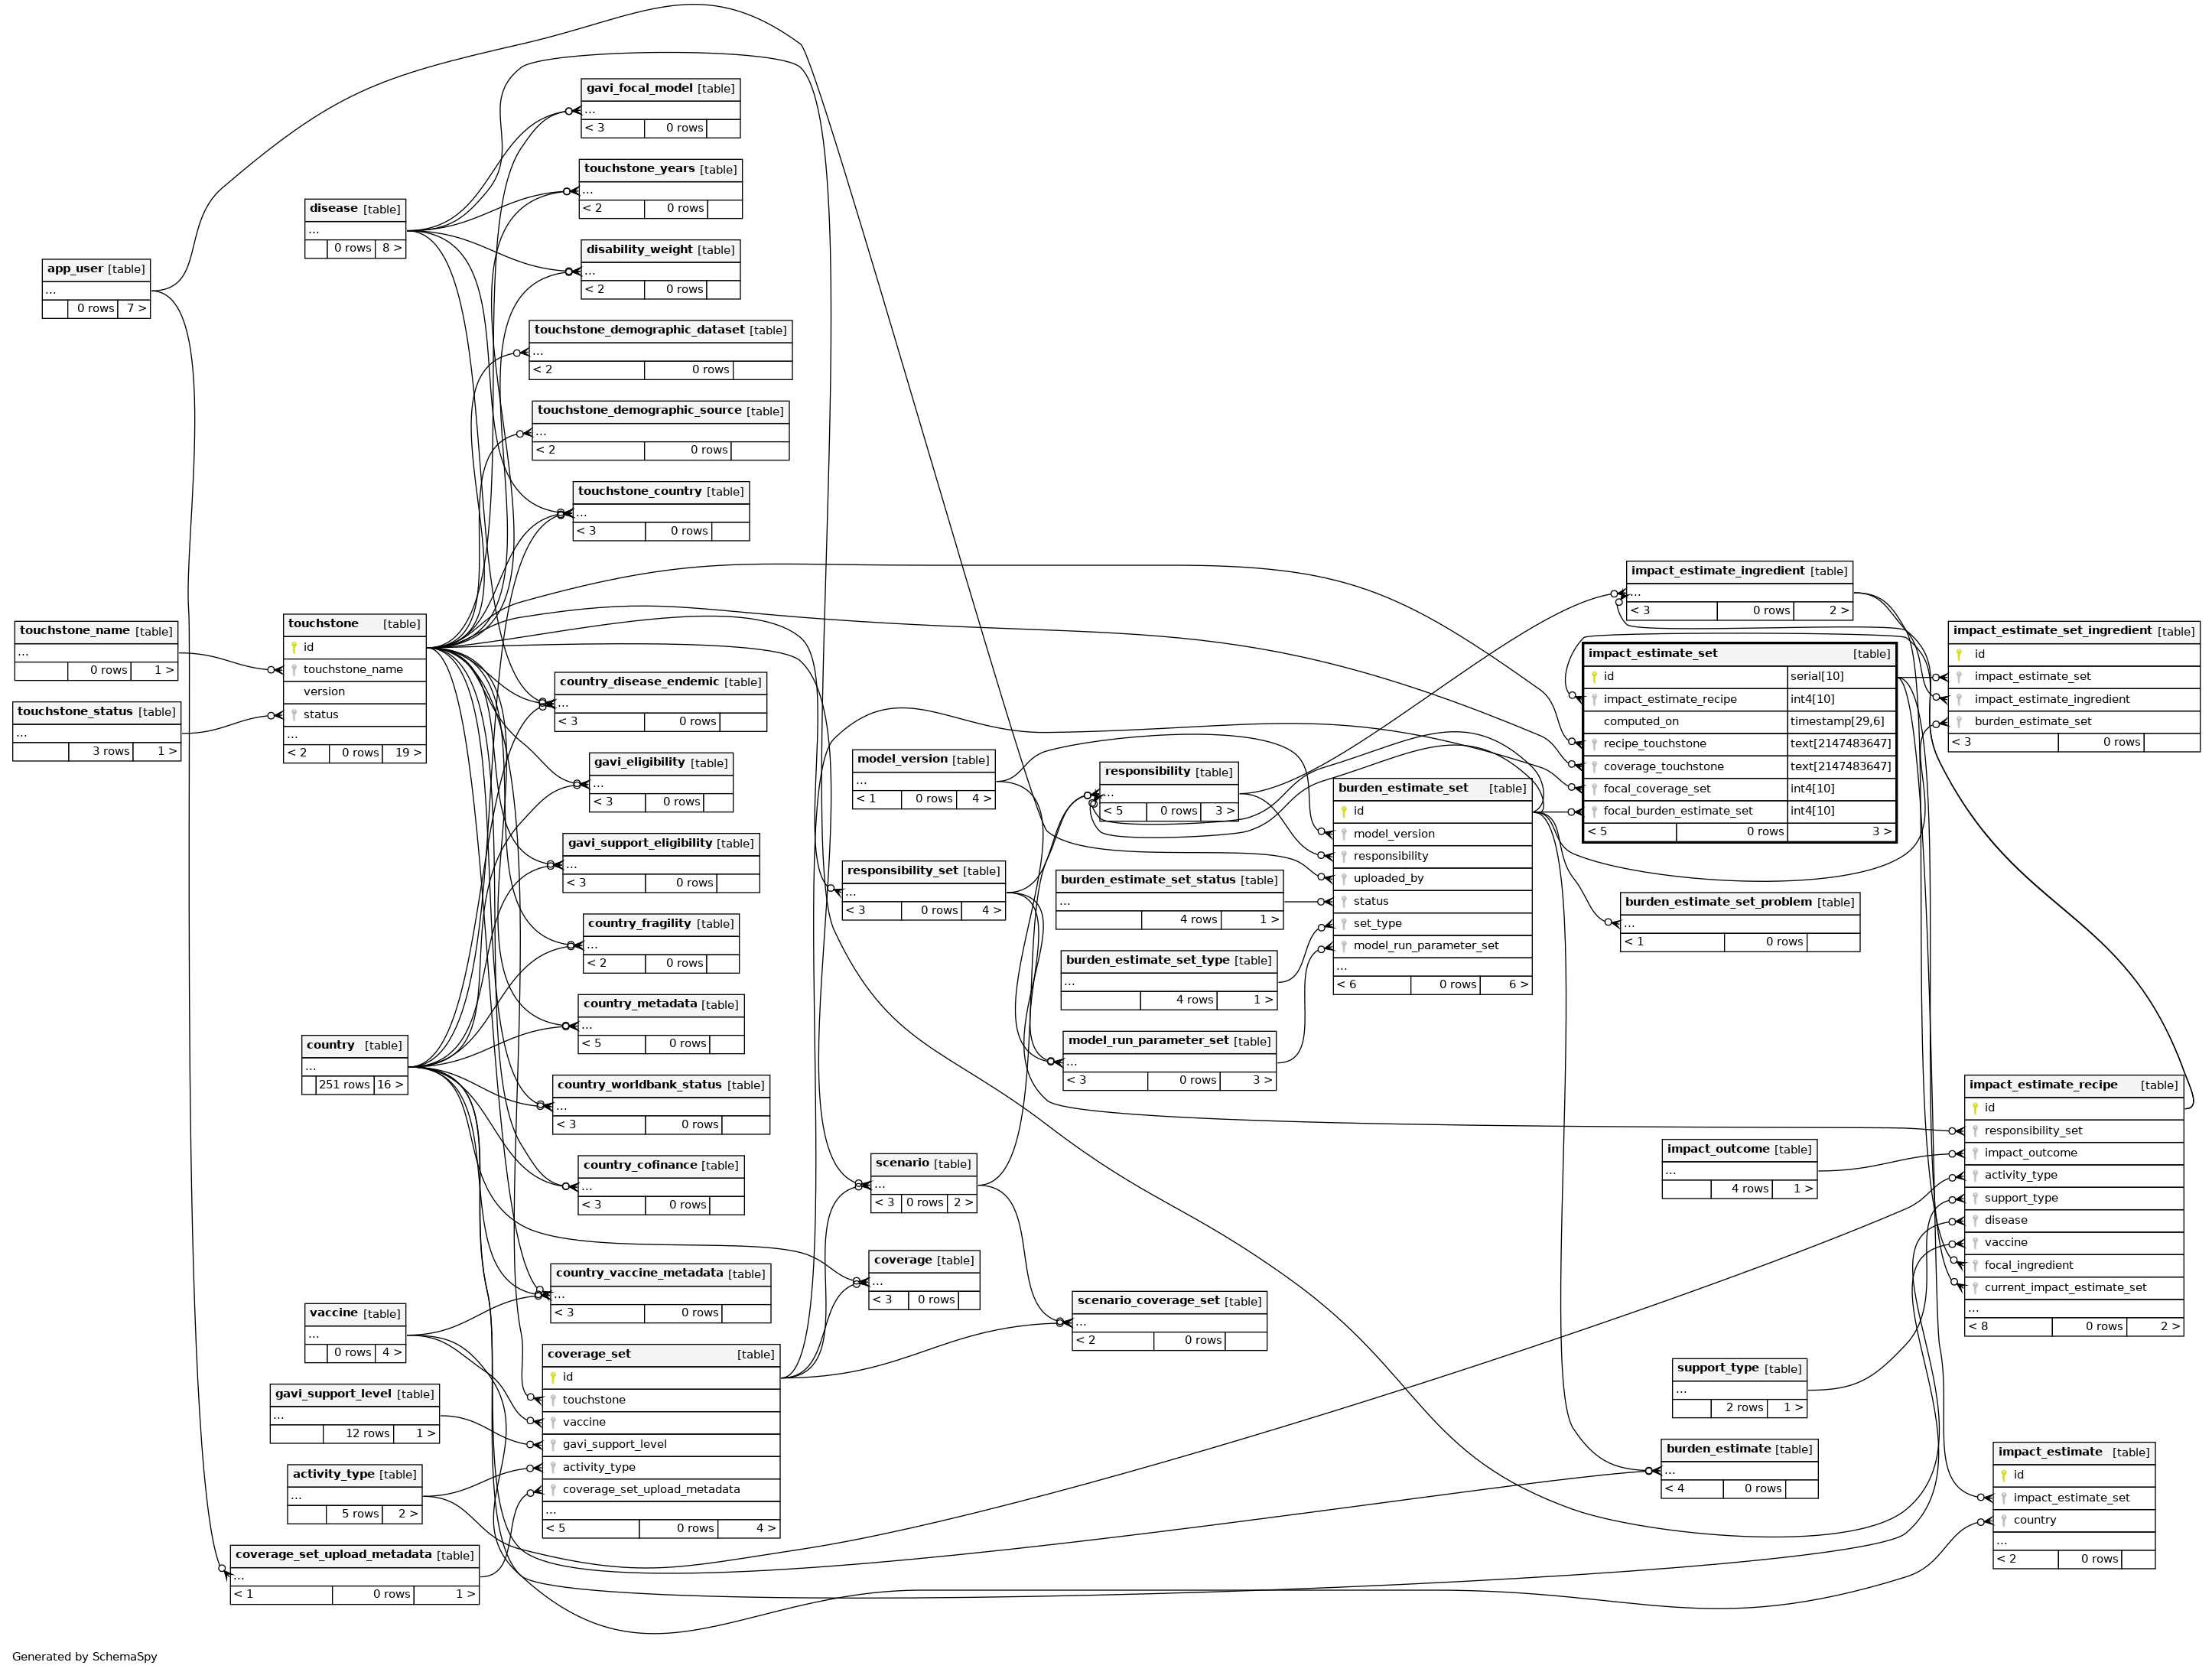 gavi_focal_model [table]
...
< 3 0 rows
touchstone_years [table]
...
< 2 0 rows
disease [table]
...
0 rows 8 >
disability_weight [table]
...
< 2 0 rows
app_user [table]
...
0 rows 7 >
touchstone_demographic_dataset [table]
...
< 2 0 rows
touchstone_demographic_source [table]
...
< 2 0 rows
touchstone_country [table]
...
< 3 0 rows
touchstone_name [table]
...
0 rows 1 >
touchstone_status [table]
...
3 rows 1 >
touchstone [table]
id
touchstone_name
version
status
...
< 2 0 rows 19 >
country_disease_endemic [table]
...
< 3 0 rows
gavi_eligibility [table]
...
< 3 0 rows
gavi_support_eligibility [table]
...
< 3 0 rows
country_fragility [table]
...
< 2 0 rows
country_metadata [table]
...
< 5 0 rows
country [table]
...
251 rows 16 >
country_worldbank_status [table]
...
< 3 0 rows
country_cofinance [table]
...
< 3 0 rows
country_vaccine_metadata [table]
...
< 3 0 rows
vaccine [table]
...
0 rows 4 >
gavi_support_level [table]
...
12 rows 1 >
activity_type [table]
...
5 rows 2 >
coverage_set [table]
id
touchstone
vaccine
gavi_support_level
activity_type
coverage_set_upload_metadata
...
< 5 0 rows 4 >
coverage_set_upload_metadata [table]
...
< 1 0 rows 1 >
model_version [table]
...
< 1 0 rows 4 >
responsibility_set [table]
...
< 3 0 rows 4 >
scenario [table]
...
< 3 0 rows 2 >
coverage [table]
...
< 3 0 rows
responsibility [table]
...
< 5 0 rows 3 >
burden_estimate_set_status [table]
...
4 rows 1 >
burden_estimate_set_type [table]
...
4 rows 1 >
model_run_parameter_set [table]
...
< 3 0 rows 3 >
scenario_coverage_set [table]
...
< 2 0 rows
burden_estimate_set [table]
id
model_version
responsibility
uploaded_by
status
set_type
model_run_parameter_set
...
< 6 0 rows 6 >
impact_estimate_ingredient [table]
...
< 3 0 rows 2 >
impact_estimate_set [table]
id serial[10]
impact_estimate_recipe int4[10]
computed_on timestamp[29,6]
recipe_touchstone text[2147483647]
coverage_touchstone text[2147483647]
focal_coverage_set int4[10]
focal_burden_estimate_set int4[10]
< 5 0 rows 3 >
burden_estimate_set_problem [table]
...
< 1 0 rows
impact_outcome [table]
...
4 rows 1 >
support_type [table]
...
2 rows 1 >
burden_estimate [table]
...
< 4 0 rows
impact_estimate_set_ingredient [table]
id
impact_estimate_set
impact_estimate_ingredient
burden_estimate_set
< 3 0 rows
impact_estimate_recipe [table]
id
responsibility_set
impact_outcome
activity_type
support_type
disease
vaccine
focal_ingredient
current_impact_estimate_set
...
< 8 0 rows 2 >
impact_estimate [table]
id
impact_estimate_set
country
...
< 2 0 rows
Generated by SchemaSpy